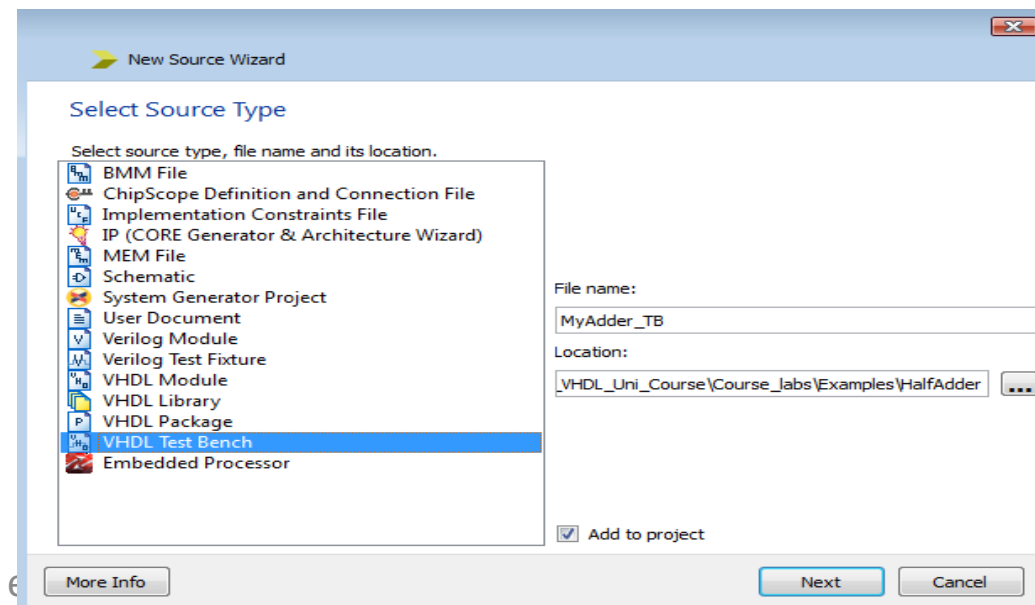 New Source Wizard
Select Source Type
Select source type, file name and its location.
BMM File
ChipScope Definition and Connection File
Implementation Constraints File
IP (CORE Generator & Architecture Wizard)
MEM File
Schematic
System Generator Project
User Document
Verilog Module
Verilog Test Fixture
VHDL Module
VHDL Library
VHDL Package
VHDL Test Bench
Embedded Processor
File name:
MyAdder_TB
Location:
_VHDL_Uni_Course\Course_labs\Examples\HalfAdder
...
Add to project
More Info
Next
Cancel